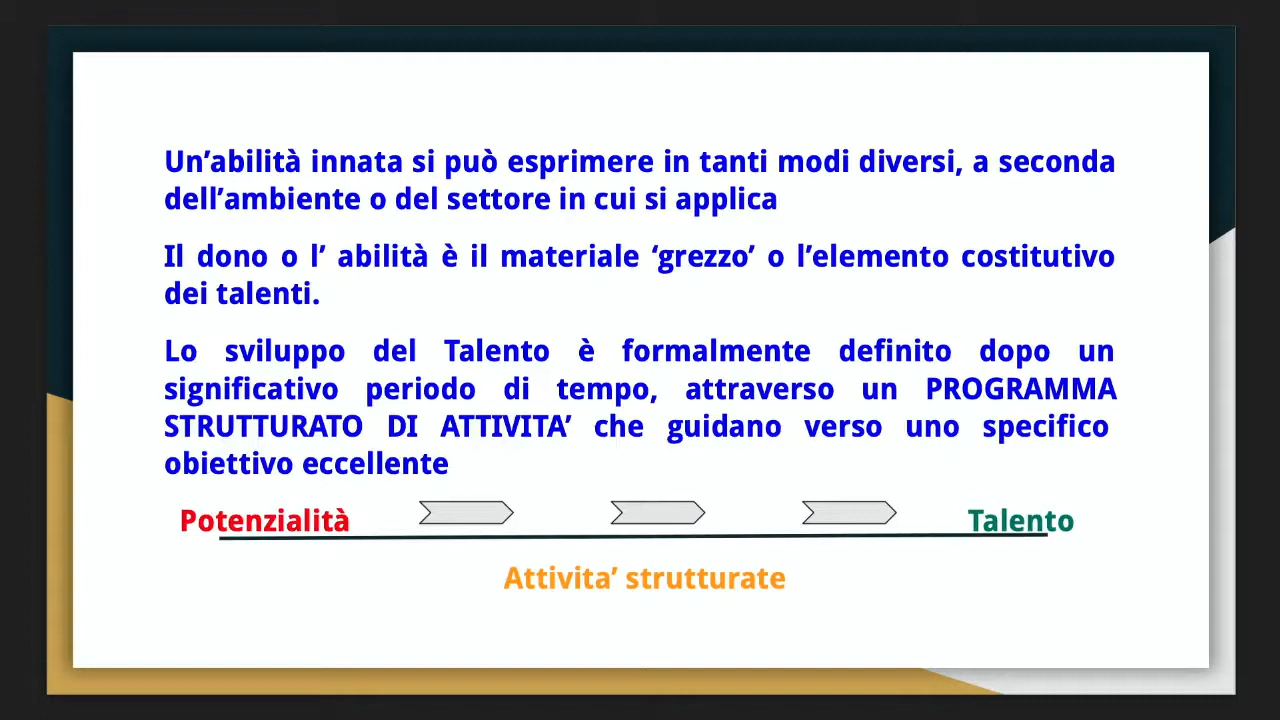 Un’abilità innata si può esprimere in tanti modi diversi, a seconda
dell’ambiente o del settore in cui si applica
Il dono o l’ abilità è il materiale ‘grezzo’ o l’elemento costitutivo
dei talenti.
Lo sviluppo del Talento è formalmente definito dopo un
significativo periodo di tempo, attraverso un PROGRAMMA
STRUTTURATO DI ATTIVITA’ che guidano verso uno specifico
obiettivo eccellente
Potenzialità Talento
Attivita’ strutturate